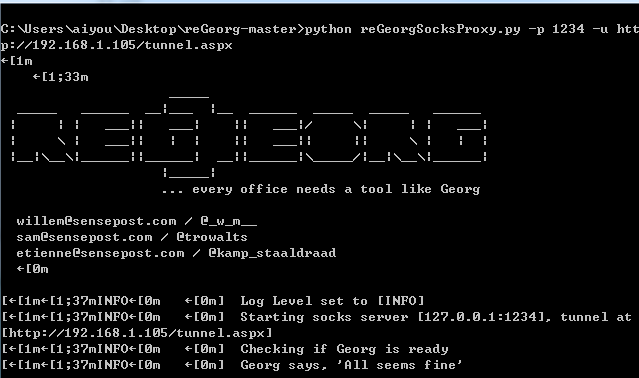 C:\Users\aiyou\Desktop\reGeorg-master>python reGeorgSocksProxy.py -p 1234 -u htt
p://192.168.1.105/tunnel.aspx
←[1m
←[1;33m
... every office needs a tool like Georg
willem@sensepost.com / @_w_m__
sam@sensepost.com / @trowalts
etienne@sensepost.com / @kamp_staaldraad
←[0m
[←[1m←[1;37mINFO←[0m   ←[0m]  Log Level set to [INFO]
[←[1m←[1;37mINFO←[0m   ←[0m]  Starting socks server [127.0.0.1:1234], tunnel at
[http://192.168.1.105/tunnel.aspx]
[←[1m←[1;37mINFO←[0m   ←[0m]  Checking if Georg is ready
[←[1m←[1;37mINFO←[0m   ←[0m]  Georg says, 'All seems fine'